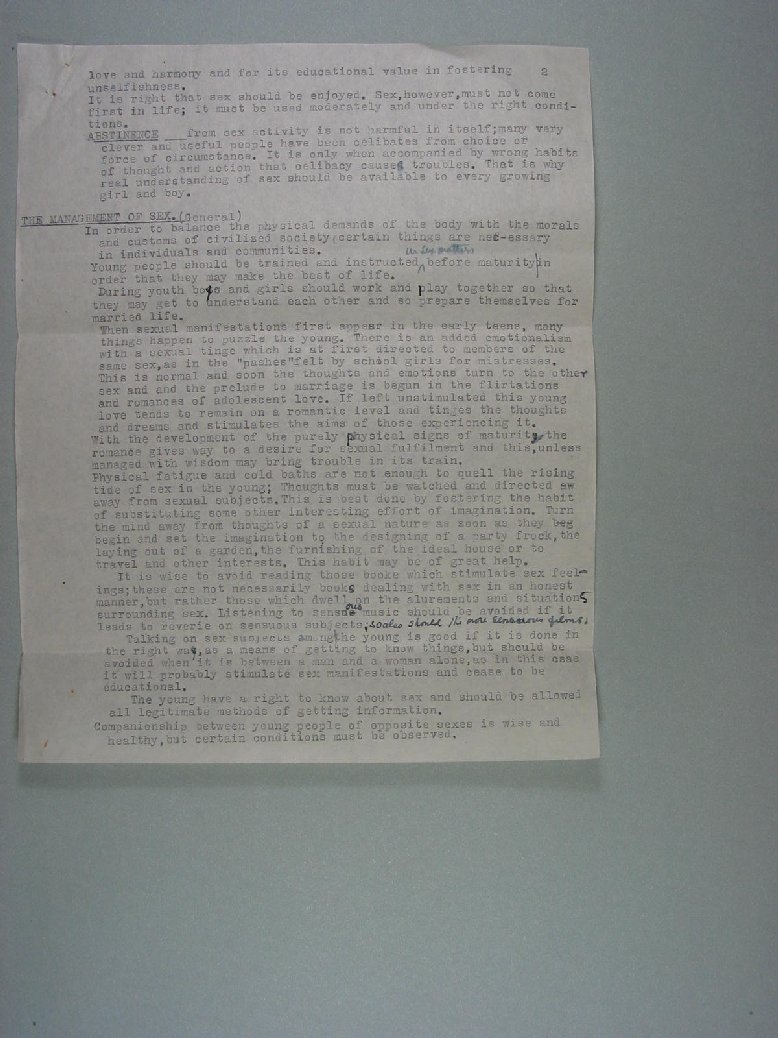 love and harmony and for its educational value in fostering 2
unselfishness.
It is right that sex should be enjoyed. Sex,however,must not come
first in life; it must be used moderately and under the right condi-
tions.
ABSTINENCE from sex activity is not harmful in itself;many very
clever and useful people have been celibates from choice or
force of circumstance. It is only when accompanied by wrong habits
of thought and action that celibacy causes troubles. That is why
real understanding of sex should be available to every growing
girl and boy.
THE MANAGEMENT OF SEX.(General)
In order to balance the physical demands of the body with the morals
and customs of civilized society,certain things are nec-essary
in individuals and communities.
in sex matters
Young people should be trained and instructed before maturity in
order that they may make the best of life.
During youth boys and girls should work and play together so that
they may get to understand each other and so prepare themselves for
married life.
When sexual manifestations first appear in the early teens, many
things happen to puzzle the young. There is an added emotionalism
with a sexual tinge which is at first directed to members of the
same sex,as in the "pashes"felt by school girls for mistresses.
This is normal and soon the thoughts and emotions turn to the other
sex and and the prelude to marriage is begun in the flirtations
and romances of adolescent love. If left unstimulated this young
love tends to remain on a romantic level and tinges the thoughts
and dreams and stimulates the aims of those experiencing it.
With the development of the purely physical signs of maturity,the
romance gives way to a desire for sexual fulfilment and this,unless
managed with wisdom may bring trouble in its train.
Physical fatigue and cold baths are not enough to quell the rising
tide of sex in the young; Thoughts must be watched and directed aw
away from sexual subjects.This is best done by fostering the habit
of substituting some other interesting effort of imagination. Turn
the mind away from thoughts of a sexual nature as soon as they beg
begin and set the imagination to the designing of a party frock,the
laying out of a garden,the furnishing of the ideal house or to
travel and other interests. This habit may be of great help.
It is wise to avoid reading those books which stimulate sex feel-
ings;these are not necessarily books dealing with sex in an honest
manner,but rather those which dwell on the alurements and situations
surrounding sex. Listening to sensuous music should be avoided if it
leads to reverie on sensuous subjects, so also should the more sensuous films.
Talking on sex subjects among the young is good if it is done in
the right way,as a means of getting to know things,but should be
avoided when it is between a man and a woman alone,as in this case
it will probably stimulate sex manifestations and cease to be
educational.
The young have a right to know about sex and should be allowed
all legitimate methods of getting information.
Companionship between young people of opposite sexes is wise and
healthy,but certain conditions must be observed.